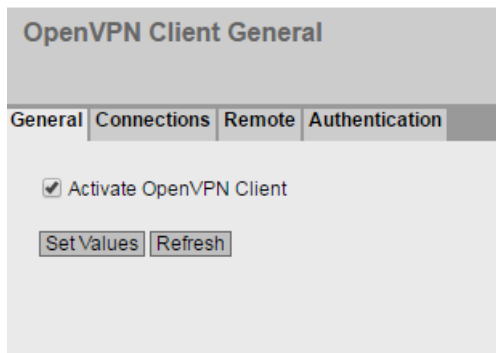 OpenVPN Client General
General Connections Remote Authentication
Activate OpenVPN Client
Set Values Refresh